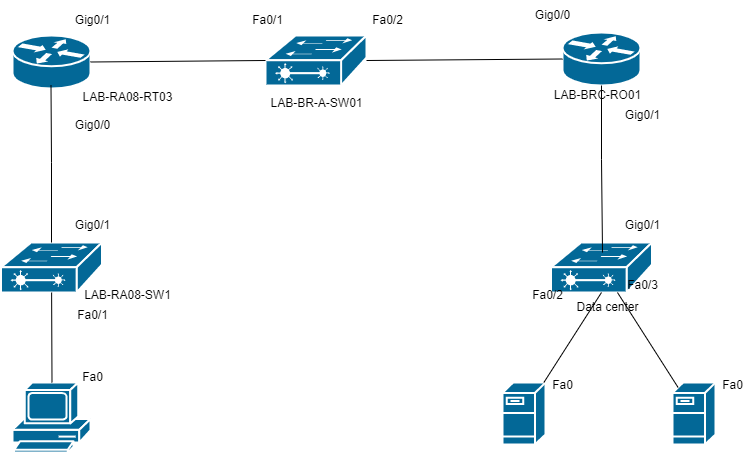 Gig0/1
Fa0/1
Fa0/2
Gig0/0
LAB-RA08-RT03
LAB-BR-A-SW01
LAB-BRC-RO01
Gig0/0
Gig0/1
Gig0/1
Gig0/1
LAB-RA08-SW1
Fa0/2
Fa0/3
Data center
Fa0/1
Fa0
Fa0
Fa0